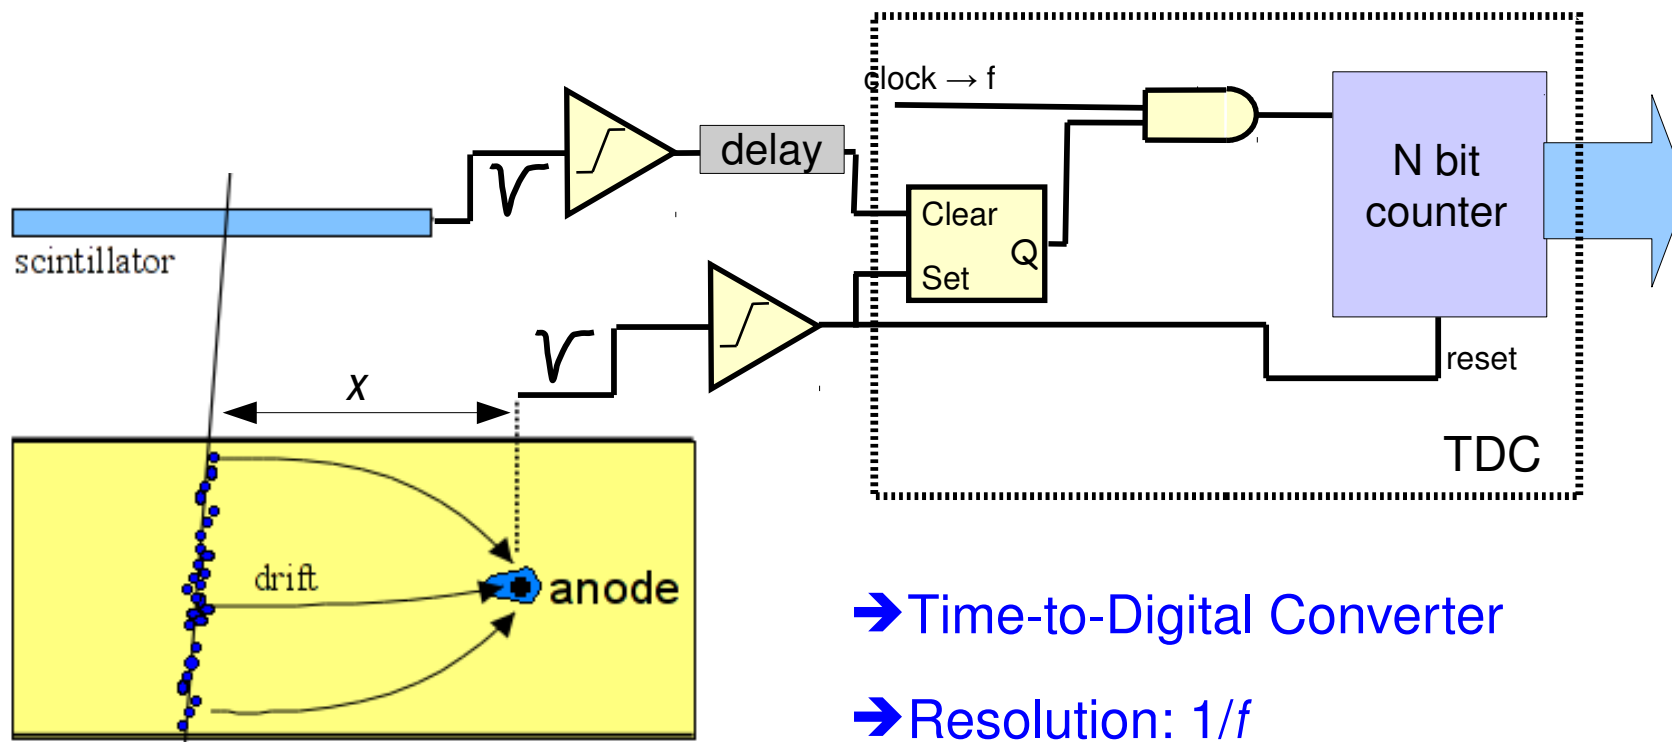 clock → f
delay
N bit
counter
Clear
Q
Set
scintillator
x
reset
TDC
drift
anode
➔Time-to-Digital Converter
➔Resolution: 1/f